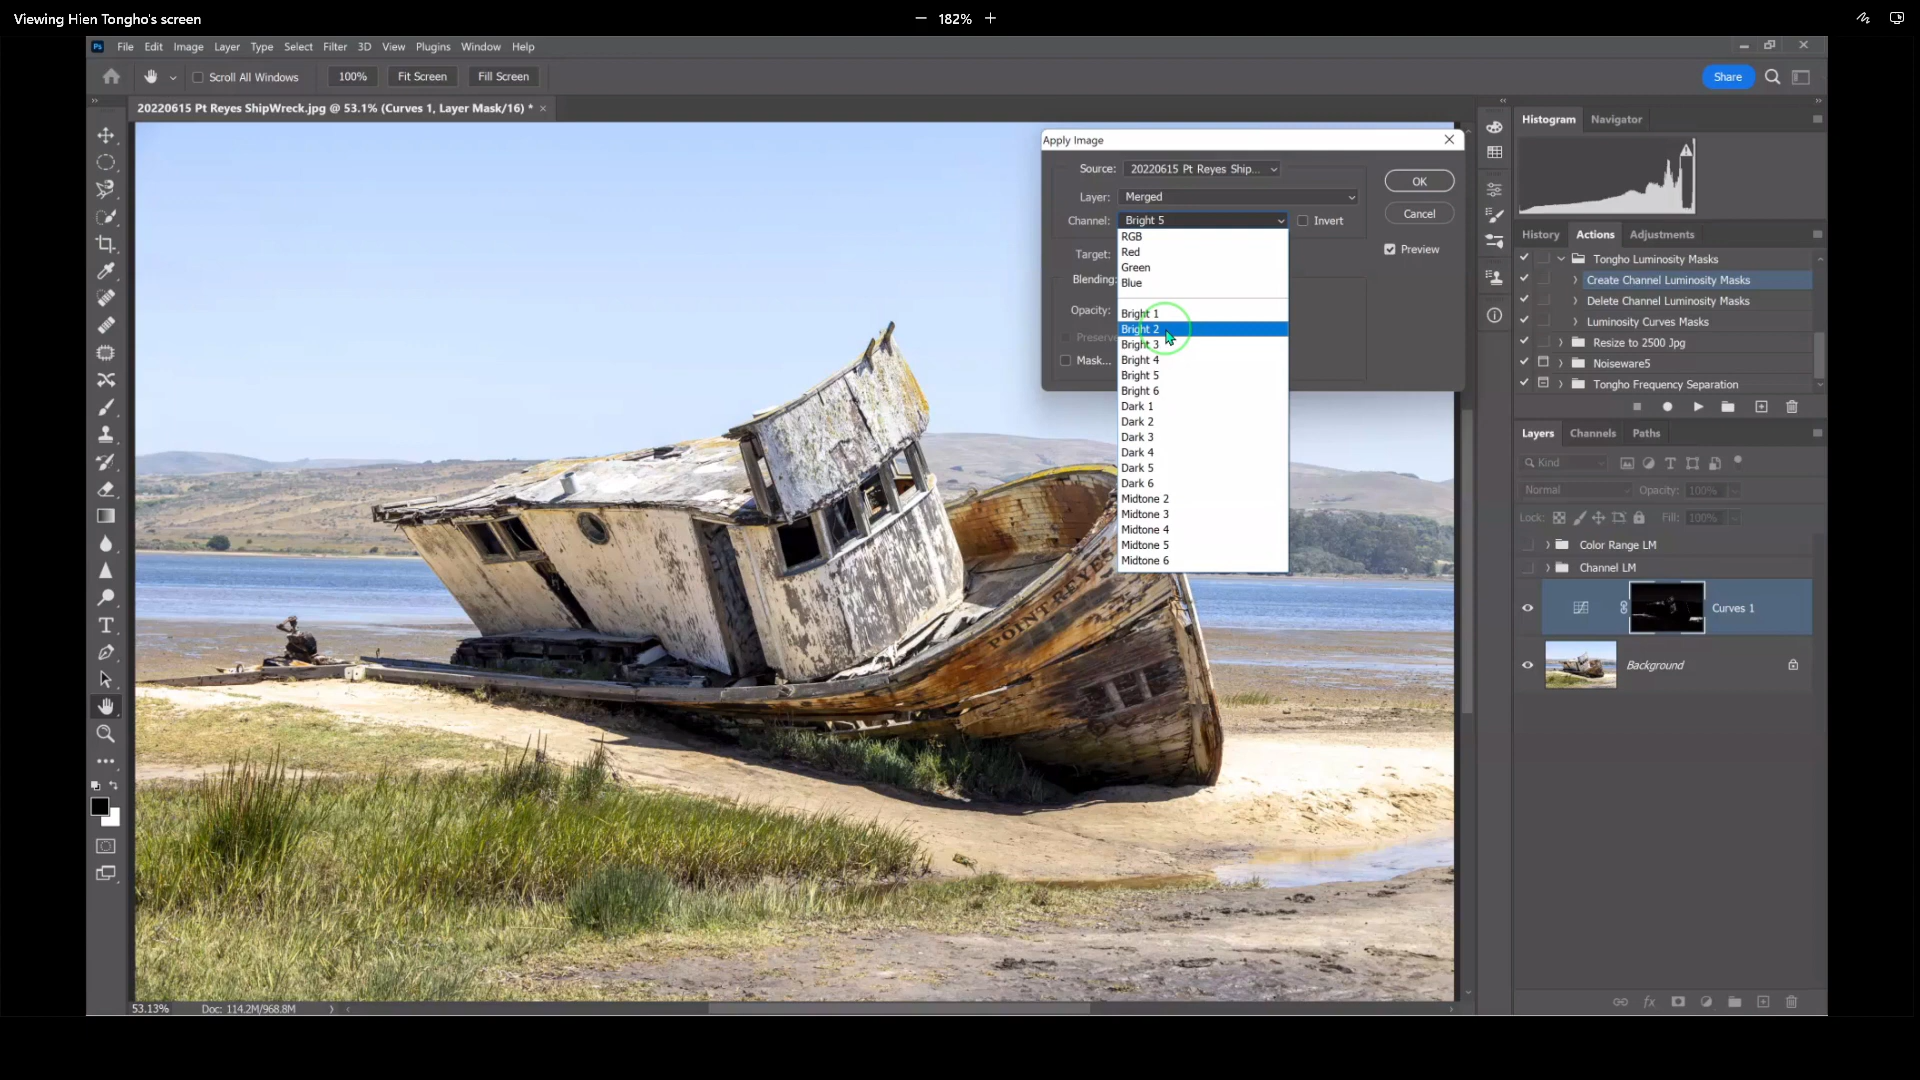 Viewing Hien Tongho's screen
182%
Ps File Edit Image Layer Type Select Filter 3D View Plugins Window Help
Scroll All Windows 100% Fit Screen Fill Screen Share
20220615 Pt Reyes ShipWreck.jpg @ 53.1% (Curves 1, Layer Mask/16) *
Apply Image
Source: 20220615 Pt Reyes Ship...
Layer: Merged
Channel: Bright 5 Invert
Target:
Blending:
Opacity:
Preserve
Mask...
OK
Cancel
Preview
RGB
Red
Green
Blue
Bright 1
Bright 2
Bright 3
Bright 4
Bright 5
Bright 6
Dark 1
Dark 2
Dark 3
Dark 4
Dark 5
Dark 6
Midtone 2
Midtone 3
Midtone 4
Midtone 5
Midtone 6
POINT REYES
Histogram Navigator
History Actions Adjustments
Tongho Luminosity Masks
Create Channel Luminosity Masks
Delete Channel Luminosity Masks
Luminosity Curves Masks
Resize to 2500 Jpg
Noiseware5
Tongho Frequency Separation
Layers Channels Paths
Kind
Normal Opacity: 100%
Lock: Fill: 100%
Color Range LM
Channel LM
Curves 1
Background
fx
53.13% Doc: 114.2M/968.8M